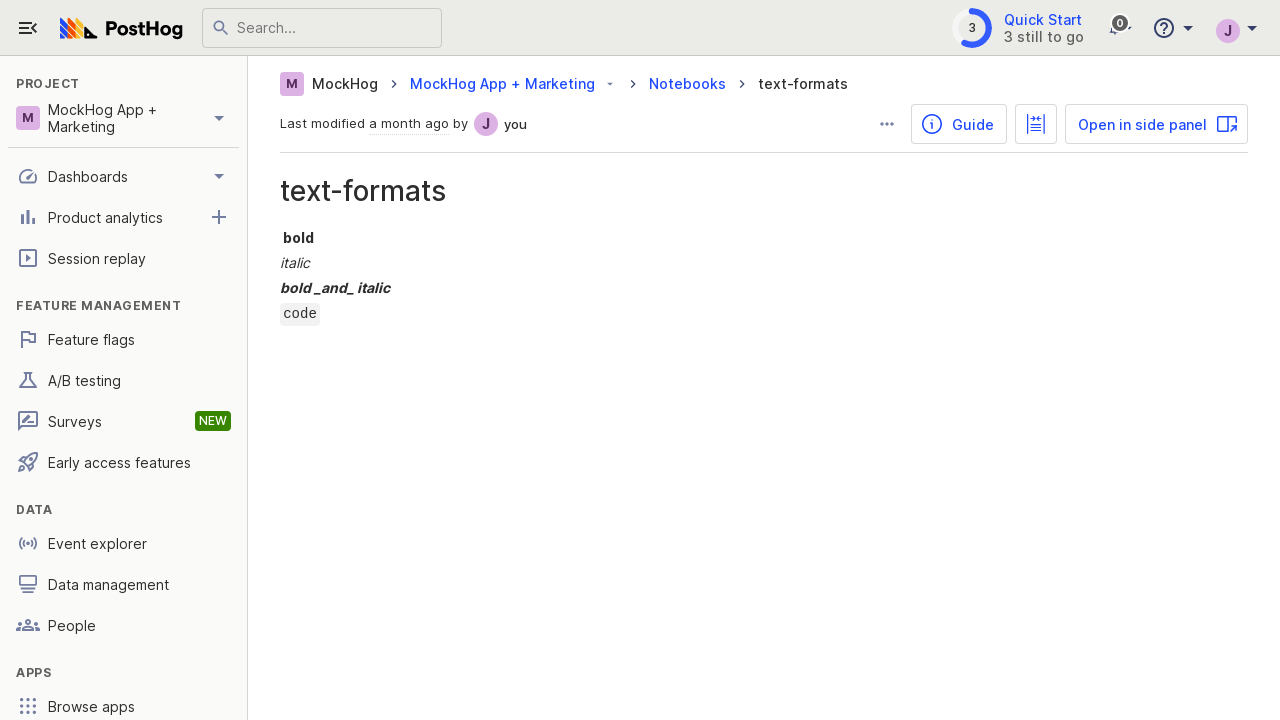 PostHog
Search...
3
Quick Start
3 still to go
0
J
PROJECT
M
MockHog App +
Marketing
Dashboards
Product analytics
Session replay
FEATURE MANAGEMENT
Feature flags
A/B testing
Surveys
NEW
Early access features
DATA
Event explorer
Data management
People
APPS
Browse apps
M MockHog > MockHog App + Marketing > Notebooks > text-formats
Last modified a month ago by J you
Guide
Open in side panel
text-formats
bold
italic
bold _and_ italic
code